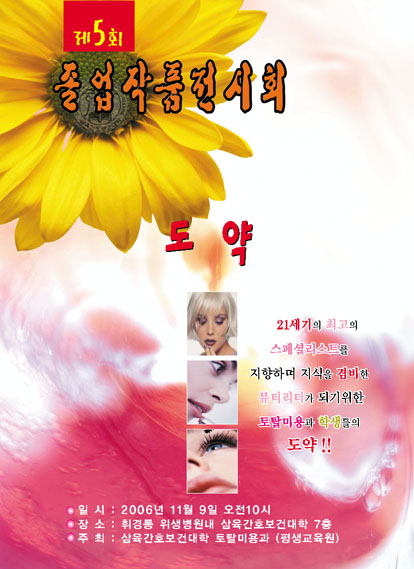 제5회
졸업작품전시회
도약
21세기의 최고의
스페셜리스트를
지향하며 지식을 겸비한
뷰티리더가 되기위한
토탈미용과 학생들의
도약!!
일 시 : 2006년 11월 9일 오전10시
장 소 : 휘경동 위생병원내 삼육간호보건대학 7층
주 최 : 삼육간호보건대학 토탈미용과 (평생교육원)